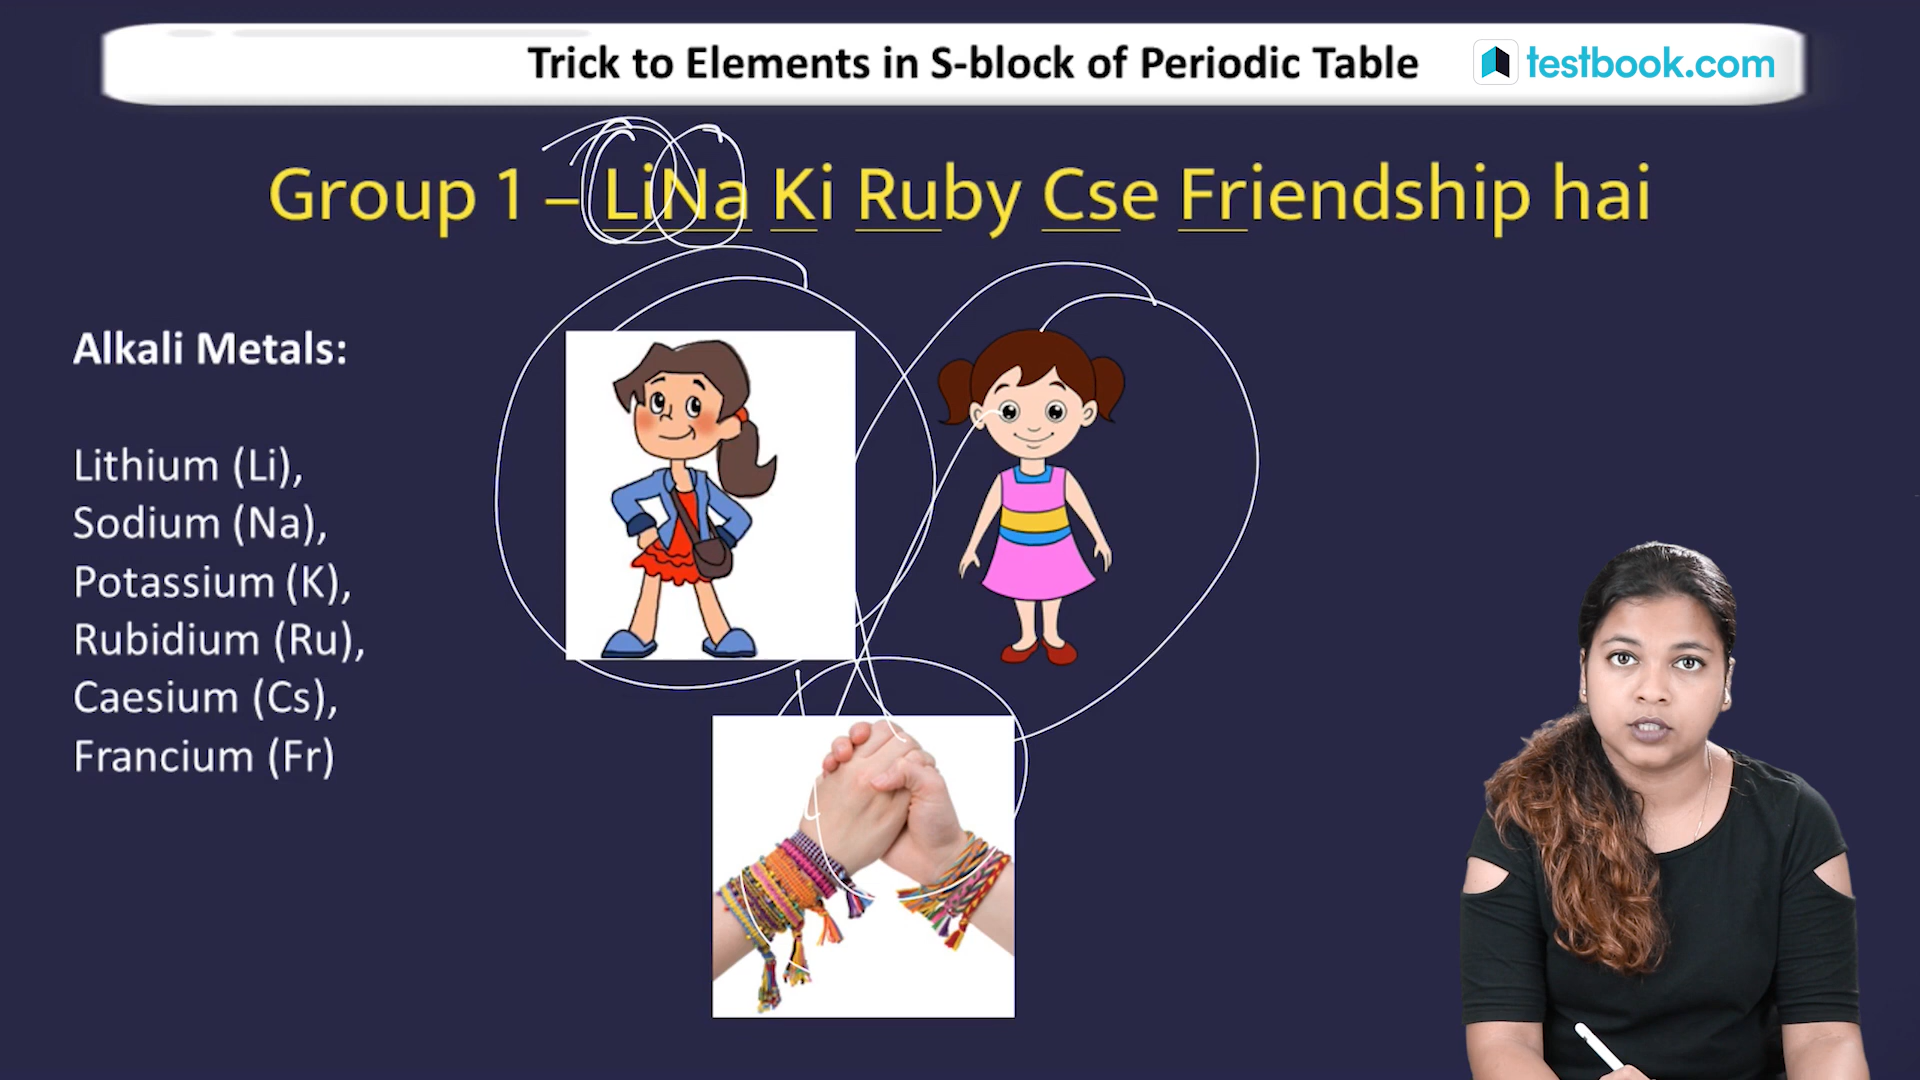 Trick to Elements in S-block of Periodic Table
testbook.com
Group 1 – LiNa Ki Ruby Cse Friendship hai
Alkali Metals:
Lithium (Li),
Sodium (Na),
Potassium (K),
Rubidium (Ru),
Caesium (Cs),
Francium (Fr)